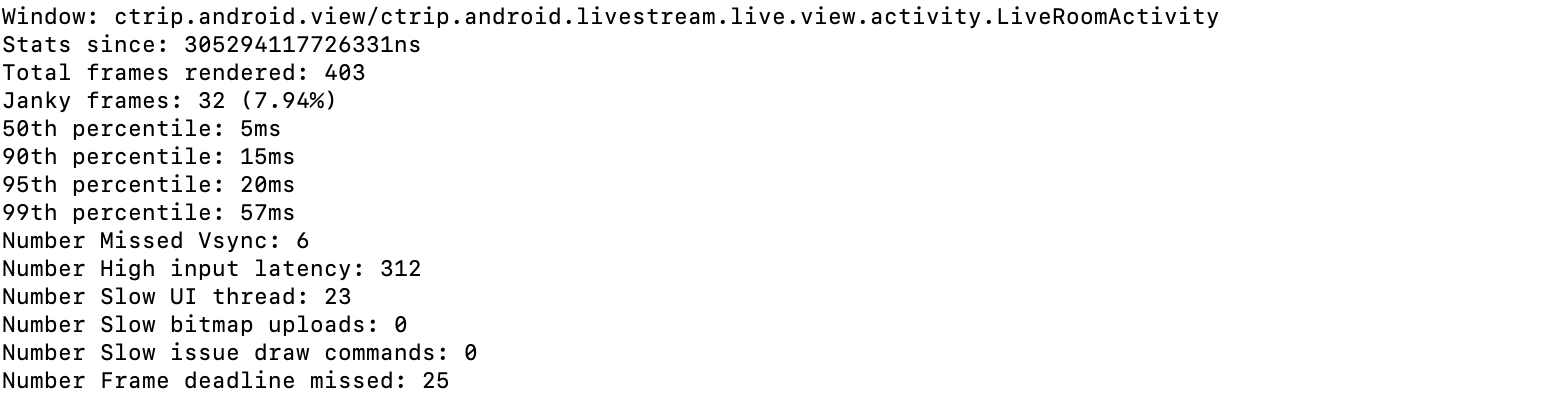 Window: ctrip.android.view/ctrip.android.livestream.live.view.activity.LiveRoomActivity
Stats since: 305294117726331ns
Total frames rendered: 403
Janky frames: 32 (7.94%)
50th percentile: 5ms
90th percentile: 15ms
95th percentile: 20ms
99th percentile: 57ms
Number Missed Vsync: 6
Number High input latency: 312
Number Slow UI thread: 23
Number Slow bitmap uploads: 0
Number Slow issue draw commands: 0
Number Frame deadline missed: 25